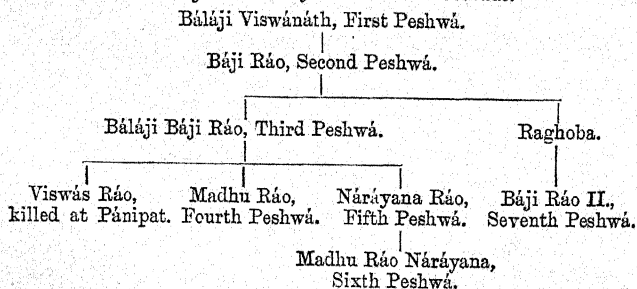 Báláji Viswánáth, First Peshwá.
Báji Ráo, Second Peshwá.
Báláji Báji Ráo, Third Peshwá. Raghoba.
Viswás Ráo, Madhu Ráo, Náráyana Ráo, Báji Ráo II.,
killed at Pánipat. Fourth Peshwá. Fifth Peshwá. Seventh Peshwá.
Madhu Ráo Náráyana,
Sixth Peshwá.